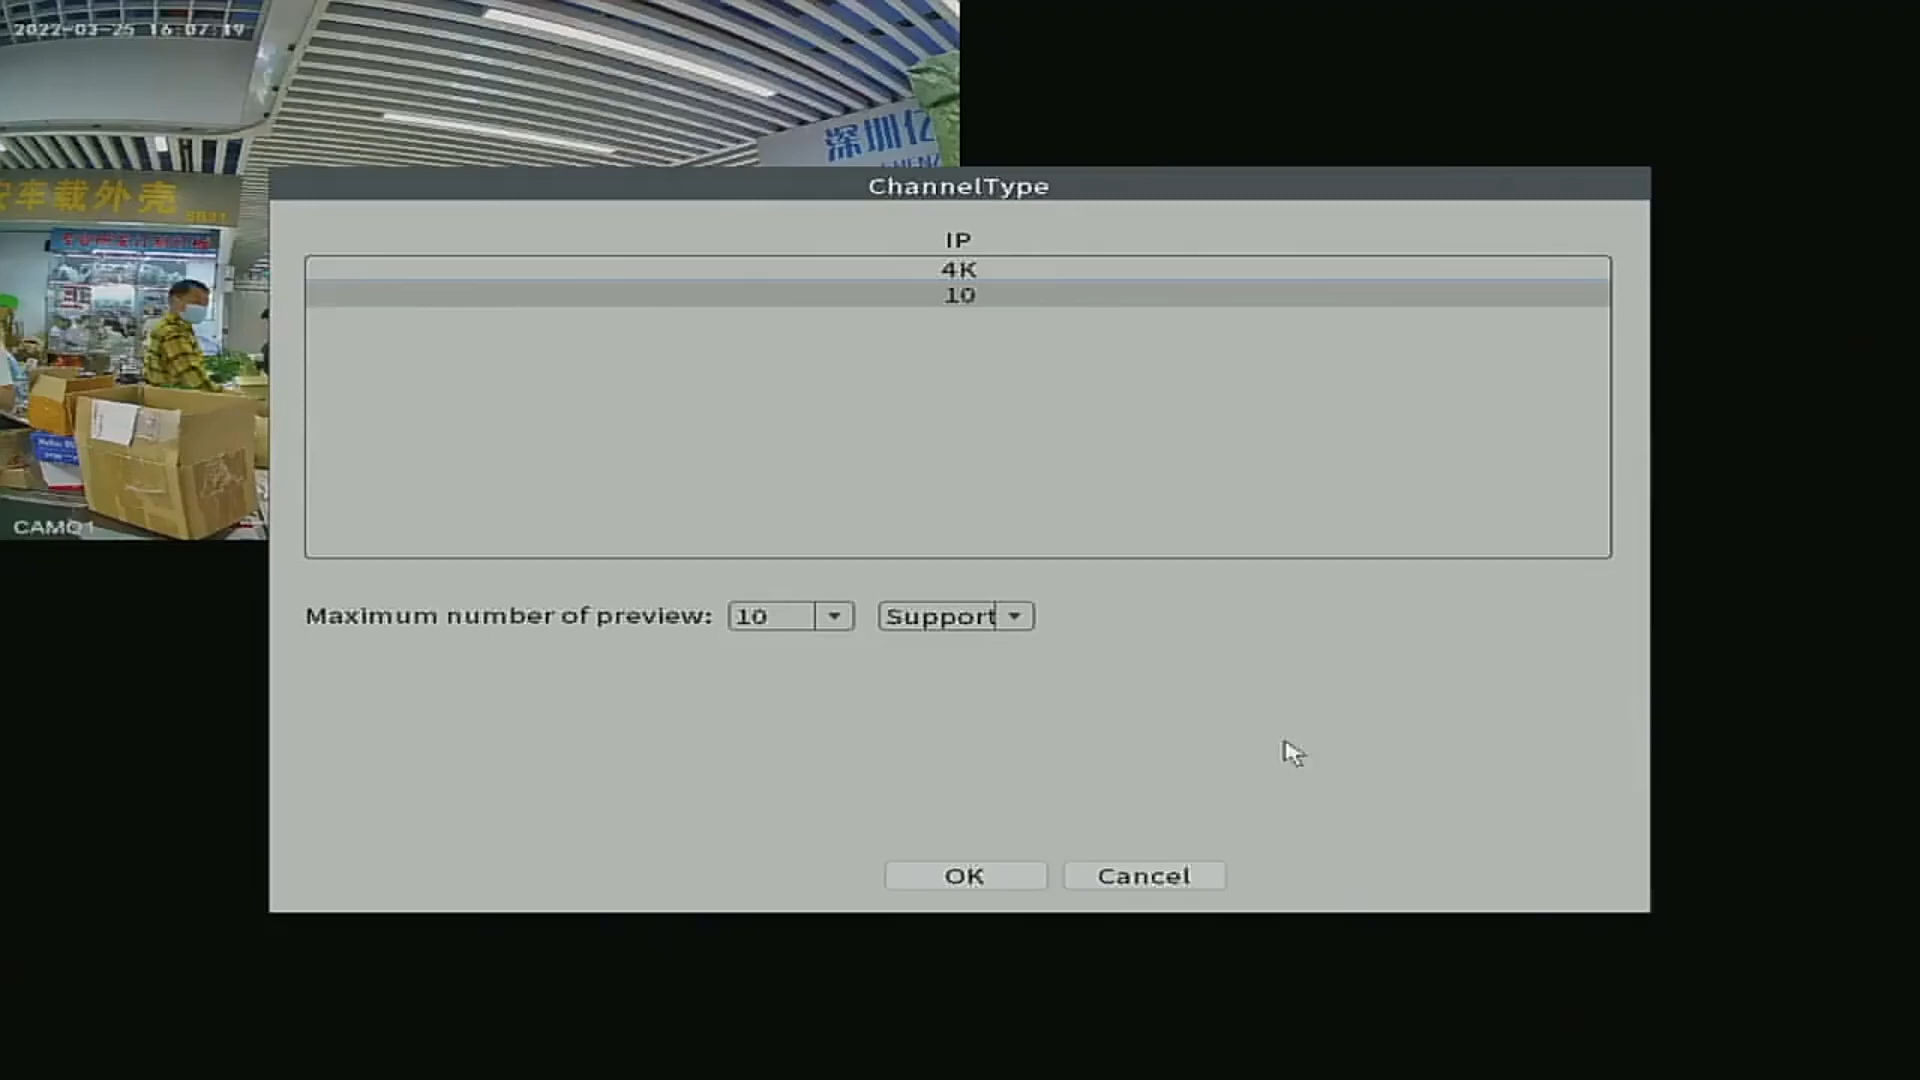 2022-03-25 16:07:19
深圳亿
安车载外壳
ChannelType
IP
4K
10
Maximum number of preview:
10
Support
CAM01
OK
Cancel